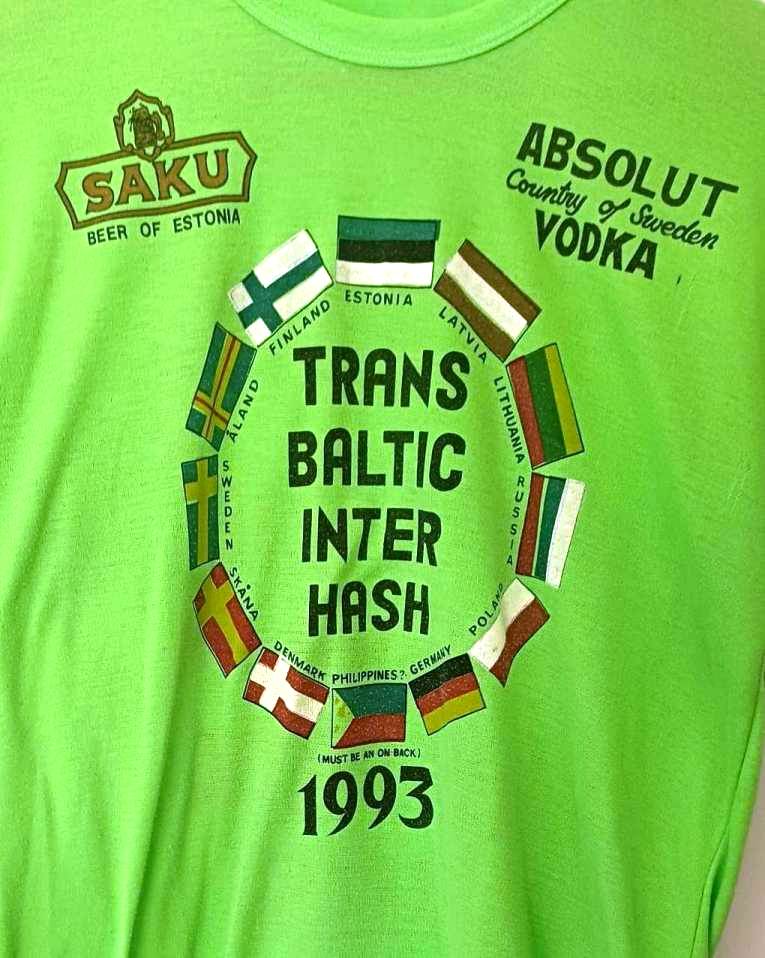 SAKU
BEER OF ESTONIA
ABSOLUT
Country of Sweden
VODKA
ESTONIA
LATVIA
LITHUANIA
RUSSIA
POLAND
GERMANY
PHILIPPINES?
(MUST BE AN ON BACK)
DENMARK
SKÅNA
SWEDEN
ÅLAND
FINLAND
TRANS
BALTIC
INTER
HASH
1993